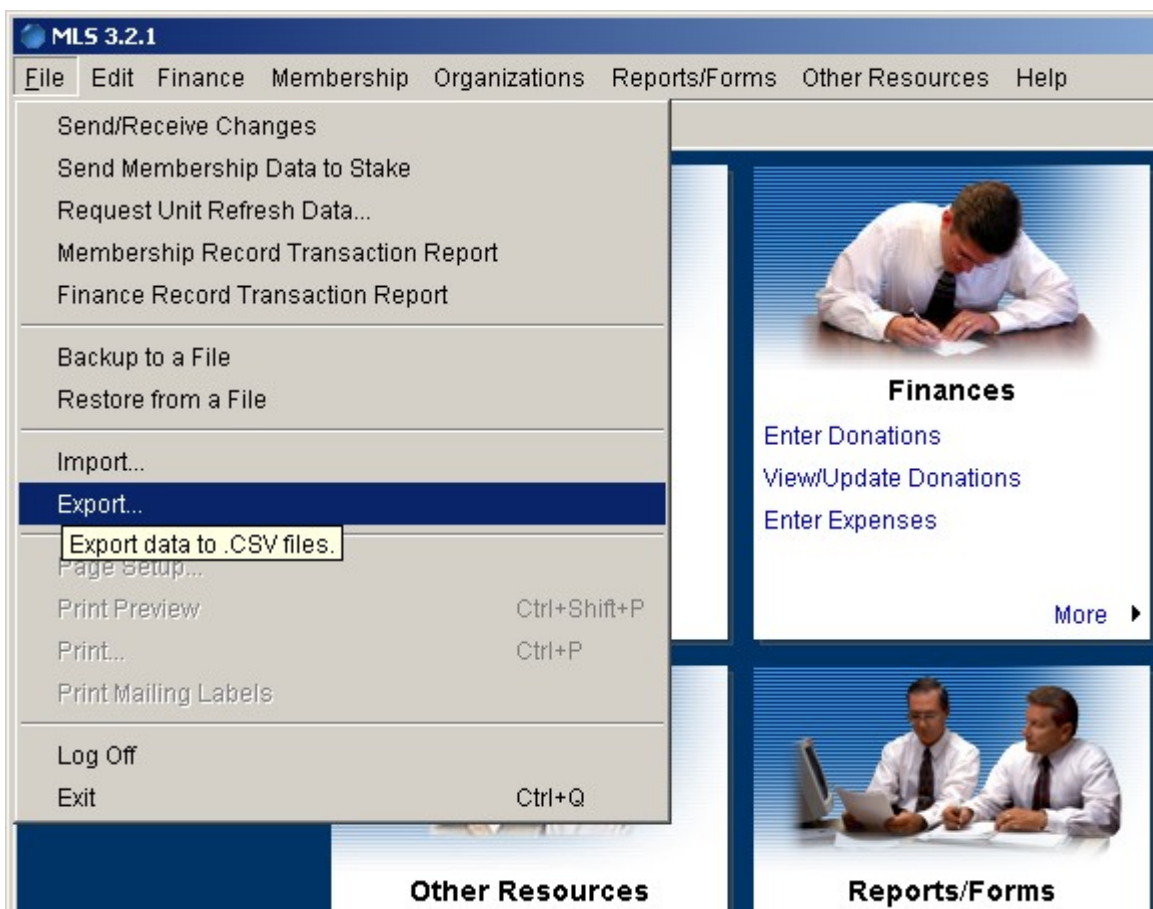 MLS 3.2.1
File Edit Finance Membership Organizations Reports/Forms Other Resources Help
Send/Receive Changes
Send Membership Data to Stake
Request Unit Refresh Data...
Membership Record Transaction Report
Finance Record Transaction Report
Backup to a File
Restore from a File
Import...
Export...
Export data to .CSV files.
Page Setup...
Print Preview Ctrl+Shift+P
Print... Ctrl+P
Print Mailing Labels
Log Off
Exit Ctrl+Q
Finances
Enter Donations
View/Update Donations
Enter Expenses
More
Other Resources
Reports/Forms